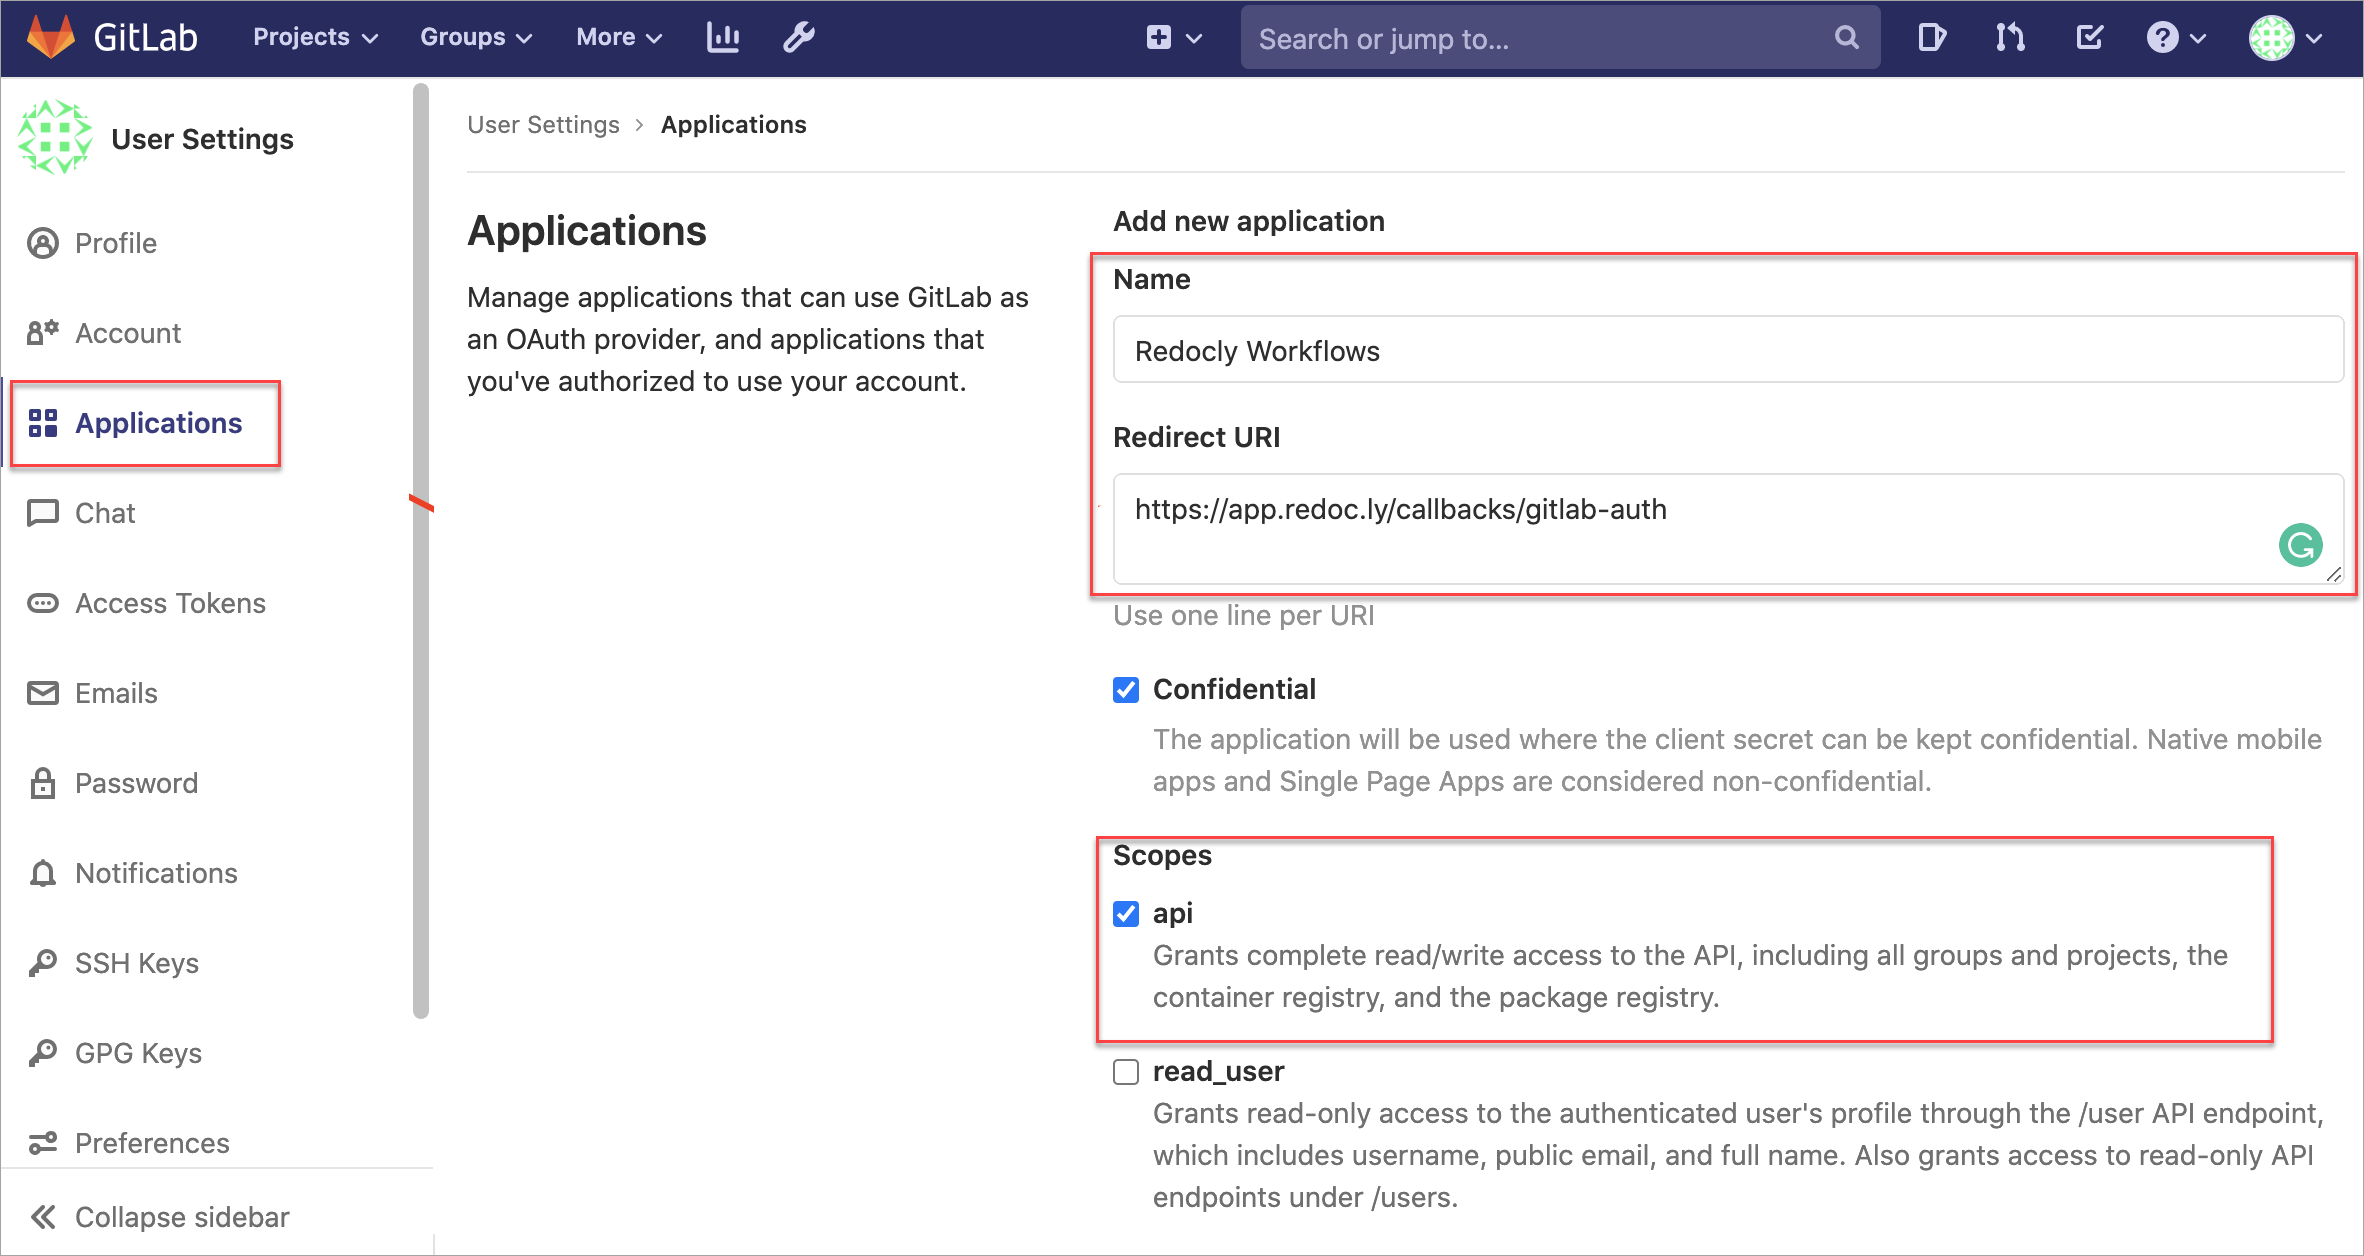 GitLab
Projects
Groups
More
Search or jump to...
User Settings
Profile
Account
Applications
Chat
Access Tokens
Emails
Password
Notifications
SSH Keys
GPG Keys
Preferences
Collapse sidebar
User Settings › Applications
Applications
Manage applications that can use GitLab as
an OAuth provider, and applications that
you've authorized to use your account.
Add new application
Name
Redocly Workflows
Redirect URI
https://app.redoc.ly/callbacks/gitlab-auth
Use one line per URI
Confidential
The application will be used where the client secret can be kept confidential. Native mobile
apps and Single Page Apps are considered non-confidential.
Scopes
api
Grants complete read/write access to the API, including all groups and projects, the
container registry, and the package registry.
read_user
Grants read-only access to the authenticated user's profile through the /user API endpoint,
which includes username, public email, and full name. Also grants access to read-only API
endpoints under /users.